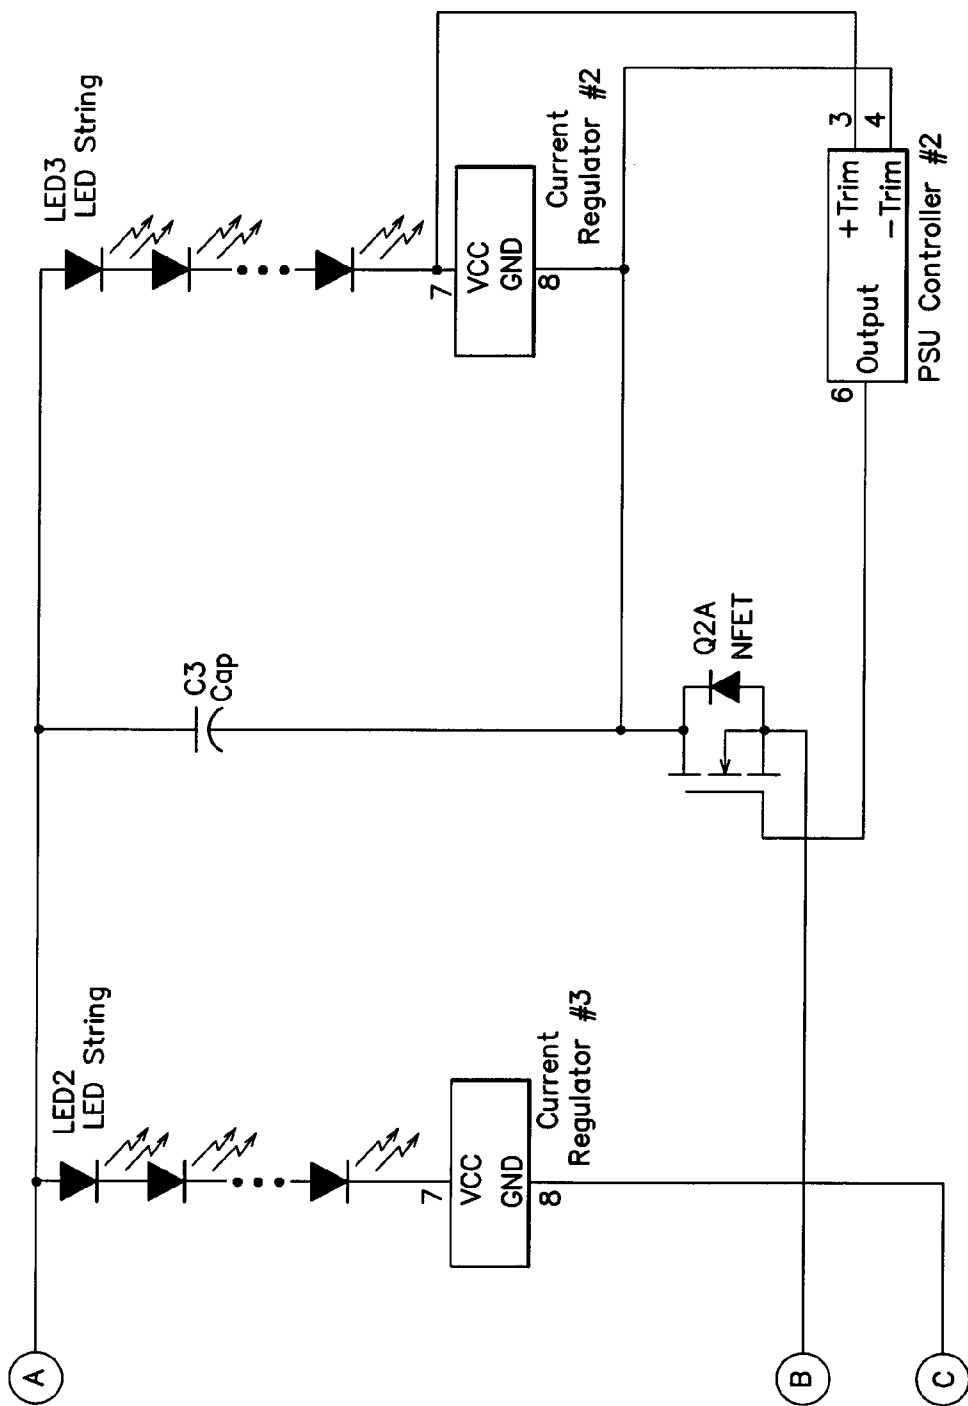 LED3
LED String
7
VCC
GND
8
Current
Regulator #2
3
4
+Trim
-Trim
Output
6
PSU Controller #2
C3
Cap
Q2A
NFET
LED2
LED String
7
VCC
GND
8
Current
Regulator #3
A
B
C